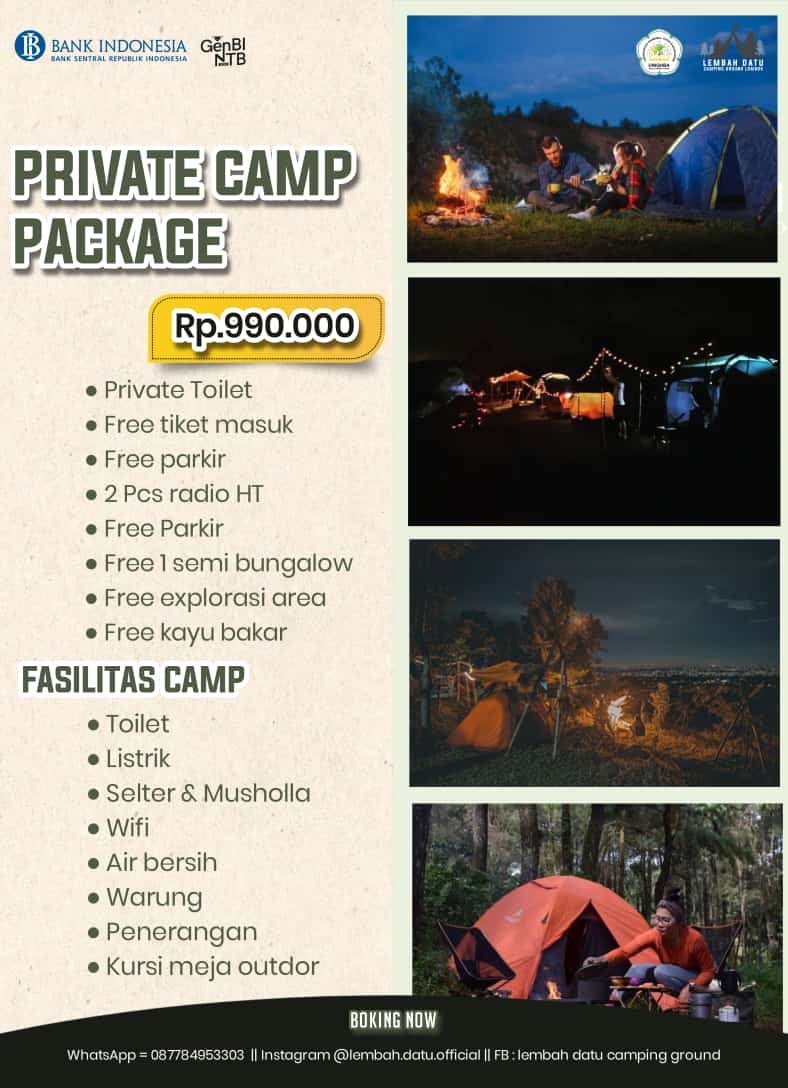 BANK INDONESIA
BANK SENTRAL REPUBLIK INDONESIA
GenBI
NTB
LEMBAH DATU
CAMPING GROUND LOMBOK
PRIVATE CAMP
PACKAGE
Rp.990.000
• Private Toilet
• Free tiket masuk
• Free parkir
• 2 Pcs radio HT
• Free Parkir
• Free 1 semi bungalow
• Free explorasi area
• Free kayu bakar
FASILITAS CAMP
• Toilet
• Listrik
• Selter & Musholla
• Wifi
• Air bersih
• Warung
• Penerangan
• Kursi meja outdor
BOKING NOW
WhatsApp = 087784953303 || Instagram @lembah.datu.official || FB : lembah datu camping ground